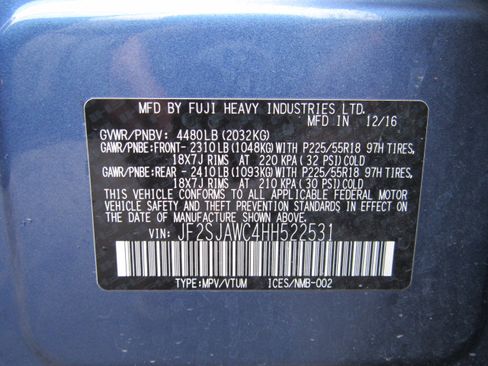 MFD BY FUJI HEAVY INDUSTRIES LTD.
MFD IN 12/16
GVWR/PNBV: 4480LB (2032KG)
GAWR/PNBE:FRONT- 2310LB (1048KG) WITH P225/55R18 97H TIRES,
18X7J RIMS AT 220 KPA (32 PSI) COLD
GAWR/PNBE:REAR - 2410LB (1093KG) WITH P225/55R18 97H TIRES,
18X7J RIMS AT 210 KPA (30 PSI) COLD
THIS VEHICLE CONFORMS TO ALL APPLICABLE FEDERAL MOTOR
VEHICLE SAFETY AND THEFT PREVENTION STANDARDS IN EFFECT
ON THE DATE OF MANUFACTURE SHOWN ABOVE.
VIN: JF2SJAWC4HH522531
TYPE:MPV/VTUM ICES/NMB-002